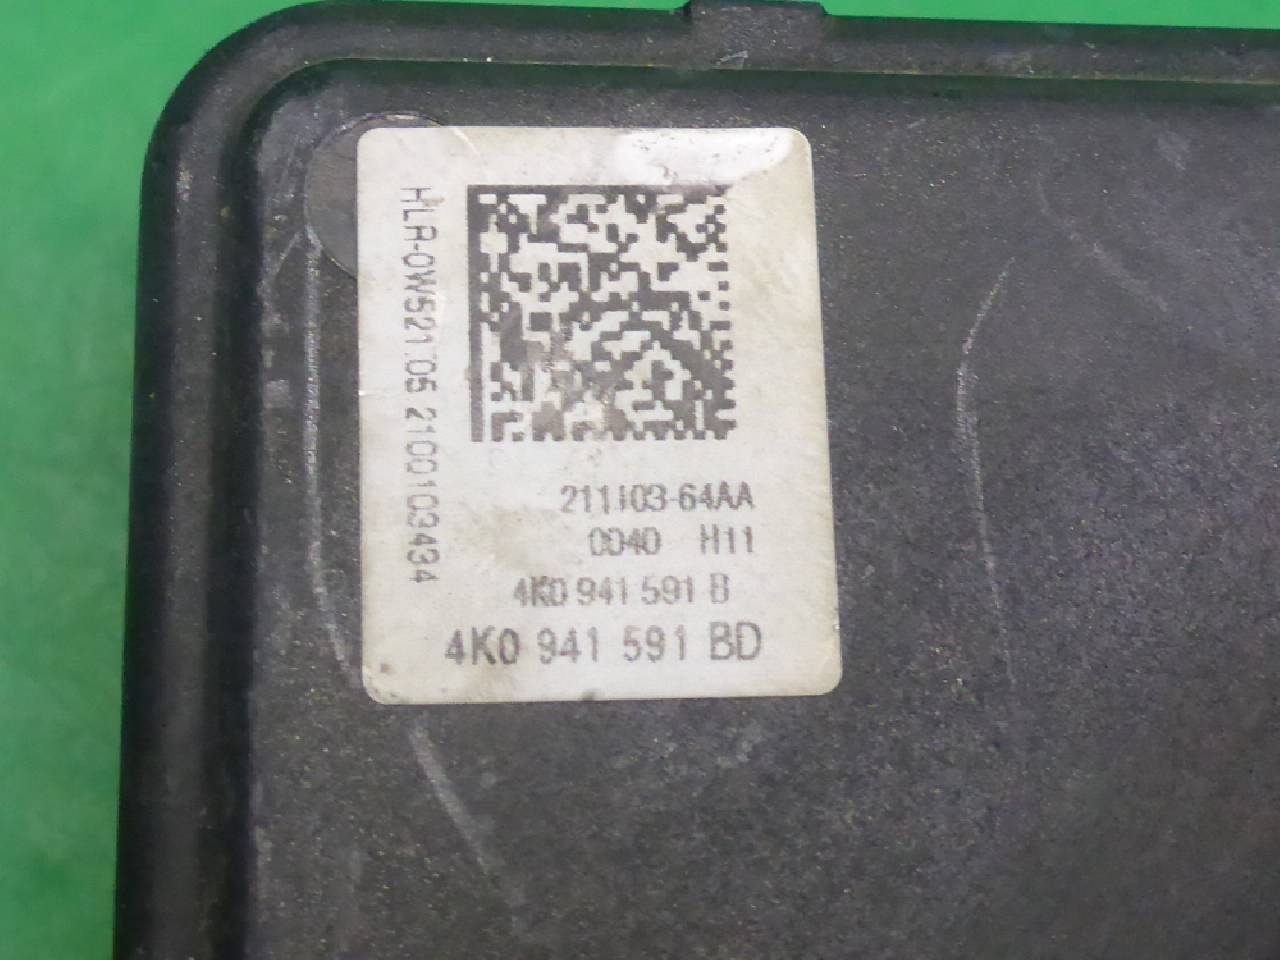 HLR-0W521.05 2100103434
211103-64AA
0040 H11
4K0 941 591 B
4K0 941 591 BD